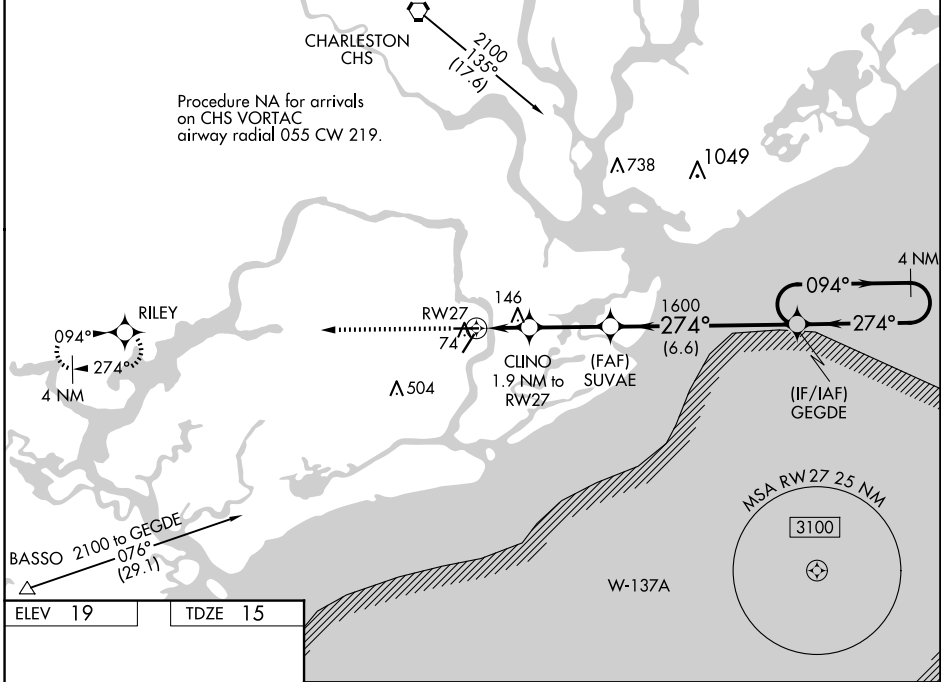 CHARLESTON
CHS
2100
135°
(17.6)
Procedure NA for arrivals
on CHS VORTAC
airway radial 055 CW 219.
738
1049
4 NM
094°
RILEY
094°
274°
4 NM
RW27
74
146
1600
274°
(6.6)
274°
CLINO
1.9 NM to
RW27
(FAF)
SUVAE
(IF/IAF)
GEGDE
504
MSA RW27 25 NM
3100
BASSO 2100 to GEGDE
076°
(29.1)
W-137A
ELEV 19
TDZE 15